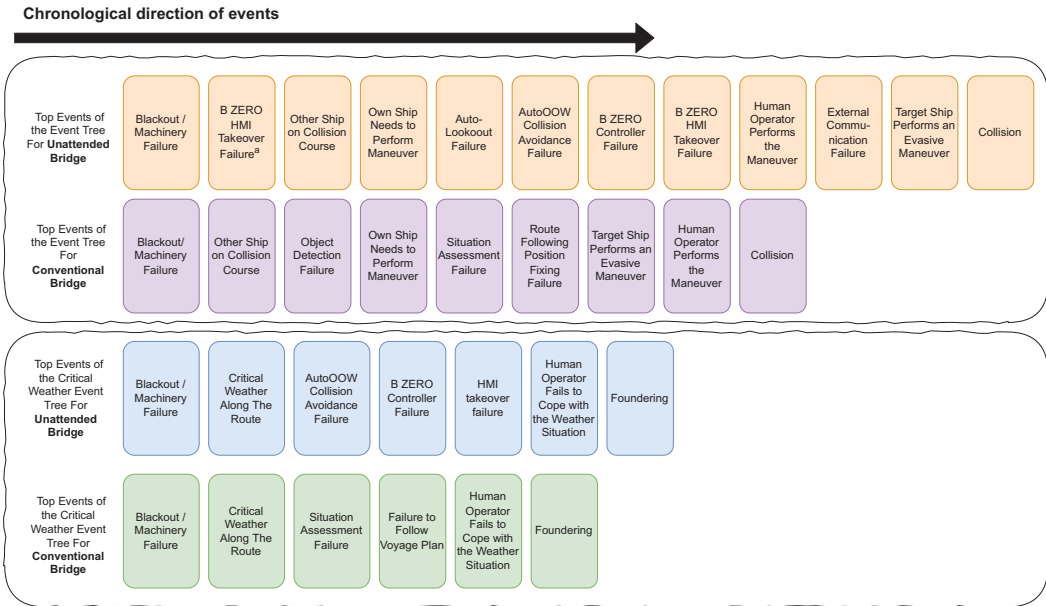 Chronological direction of events
Top Events of
the Event Tree
For Unattended
Bridge
Blackout /
Machinery
Failure
B ZERO
HMI
Takeover
Failureª
Other Ship
on Collision
Course
Own Ship
Needs to
Perform
Maneuver
Auto-
Lookoout
Failure
AutoOOW
Collision
Avoidance
Failure
B ZERO
Controller
Failure
B ZERO
HMI
Takeover
Failure
Human
Operator
Performs
the
Maneuver
External
Commu-
nication
Failure
Target Ship
Performs an
Evasive
Maneuver
Collision
Top Events of
the Event Tree
For
Conventional
Bridge
Blackout/
Machinery
Failure
Other Ship
on Collision
Course
Object
Detection
Failure
Own Ship
Needs to
Perform
Maneuver
Situation
Assessment
Failure
Route
Following
Position
Fixing
Failure
Target Ship
Performs an
Evasive
Maneuver
Human
Operator
Performs
the
Maneuver
Collision
Top Events of
the Critical
Weather Event
Tree For
Unattended
Bridge
Blackout /
Machinery
Failure
Critical
Weather
Along The
Route
AutoOOW
Collision
Avoidance
Failure
B ZERO
Controller
Failure
HMI
takeover
failure
Human
Operator
Fails to
Cope with
the Weather
Situation
Foundering
Top Events of
the Critical
Weather Event
Tree For
Conventional
Bridge
Blackout /
Machinery
Failure
Critical
Weather
Along The
Route
Situation
Assessment
Failure
Failure to
Follow
Voyage Plan
Human
Operator
Fails to
Cope with
the Weather
Situation
Foundering